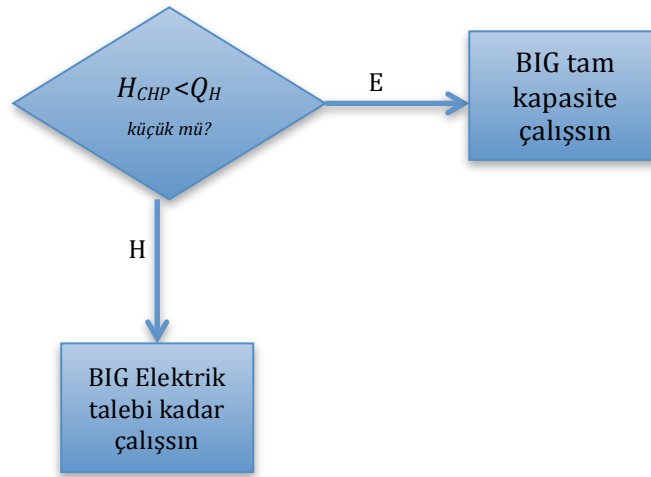 H_CHP <Q_H
küçük mü?
E
BIG tam
kapasite
çalışsın
H
BIG Elektrik
talebi kadar
çalışsın